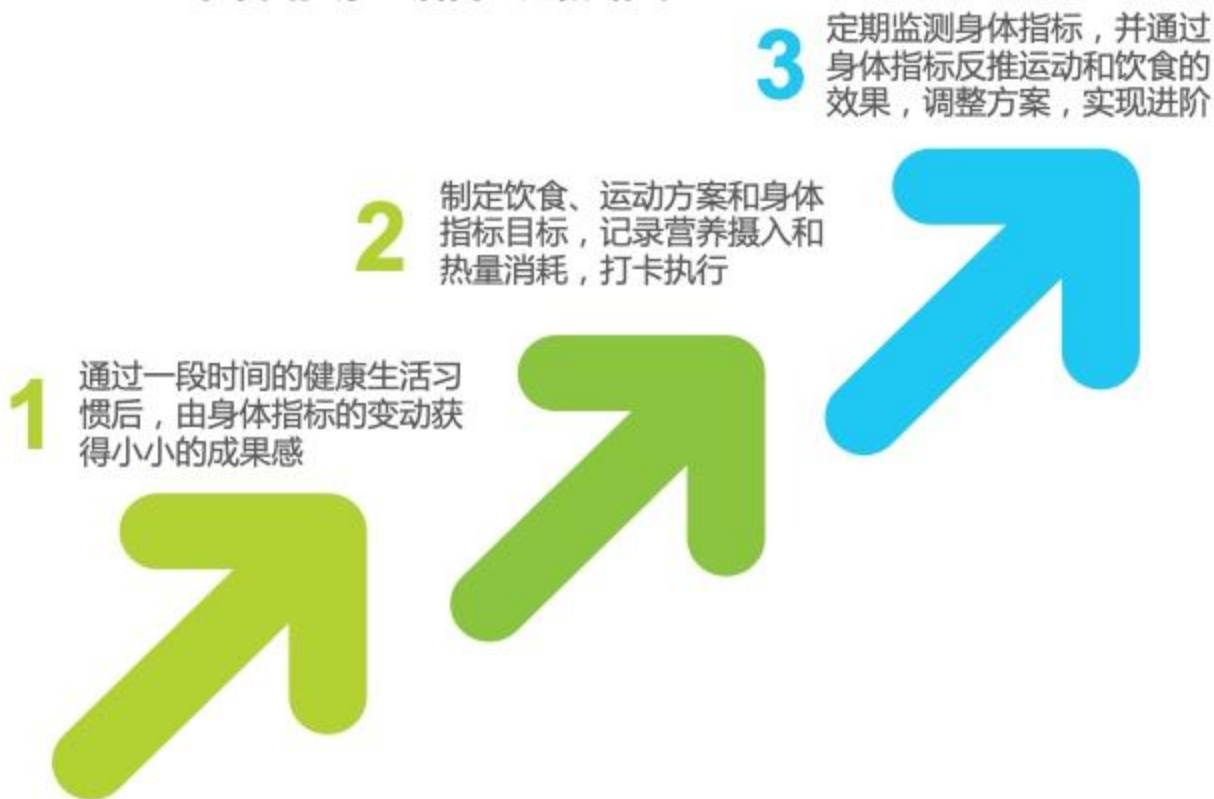 3
定期监测身体指标，并通过
身体指标反推运动和饮食的
效果，调整方案，实现进阶
2
制定饮食、运动方案和身体
指标目标，记录营养摄入和
热量消耗，打卡执行
1
通过一段时间的健康生活习
惯后，由身体指标的变动获
得小小的成果感